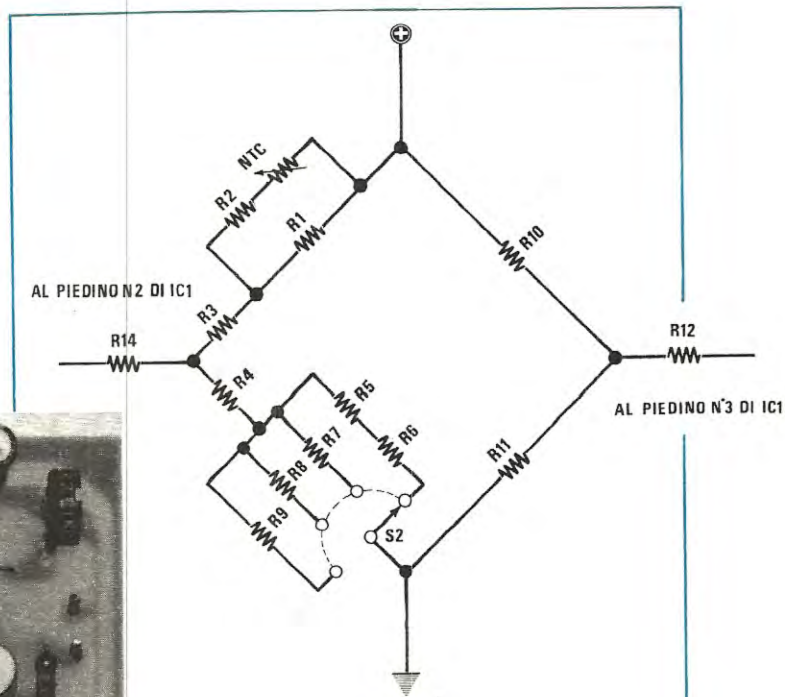 +
NTC
R2
R1
R10
AL PIEDINO N2 DI IC1
R3
R14
R12
R4
R5
R6
AL PIEDINO N°3 DI IC1
R7
R8
R11
R9
S2